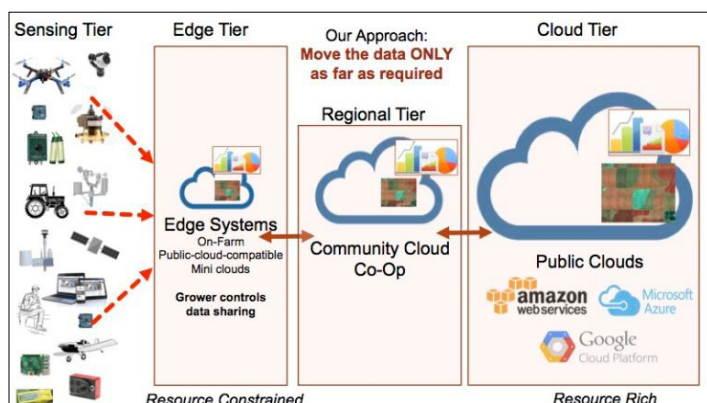 Sensing Tier
Edge Tier
Our Approach:
Move the data ONLY
as far as required
Cloud Tier
Regional Tier
Edge Systems
On-Farm
Public-cloud-compatible
Mini clouds
Grower controls
data sharing
Community Cloud
Co-Op
Public Clouds
amazon
webservices
Microsoft
Azure
Google
Cloud Platform
Resource Constrained
Resource Rich